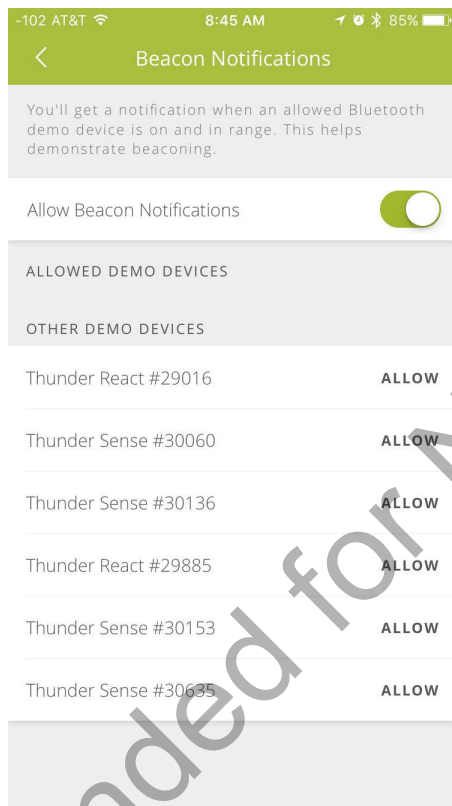 -102 AT&T 8:45 AM 85%
Beacon Notifications
You'll get a notification when an allowed Bluetooth
demo device is on and in range. This helps
demonstrate beaconing.
Allow Beacon Notifications
ALLOWED DEMO DEVICES
OTHER DEMO DEVICES
Thunder React #29016 ALLOW
Thunder Sense #30060 ALLOW
Thunder Sense #30136 ALLOW
Thunder React #29885 ALLOW
Thunder Sense #30153 ALLOW
Thunder Sense #30635 ALLOW